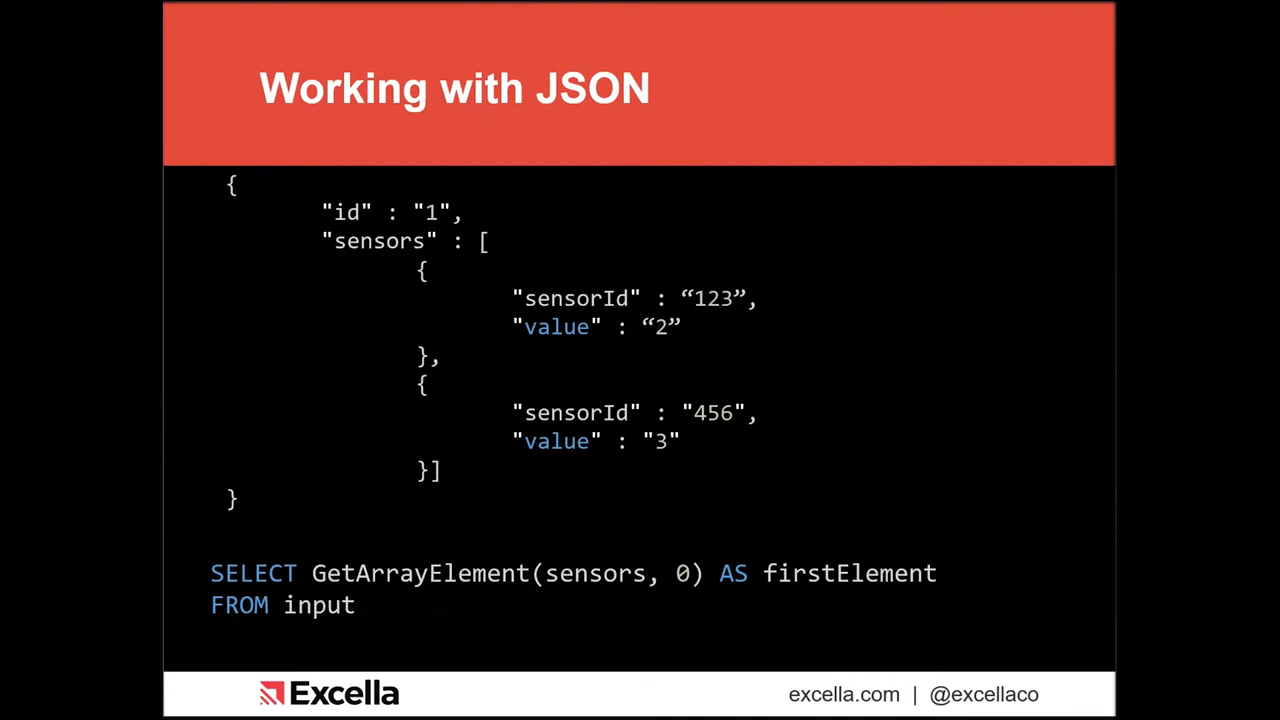 Working with JSON
{
"id" : "1",
"sensors" : [
{
"sensorId" : “123”,
"value" : “2”
},
{
"sensorId" : "456",
"value" : "3"
}]
}
SELECT GetArrayElement(sensors, 0) AS firstElement
FROM input
Excella
excella.com | @excellaco